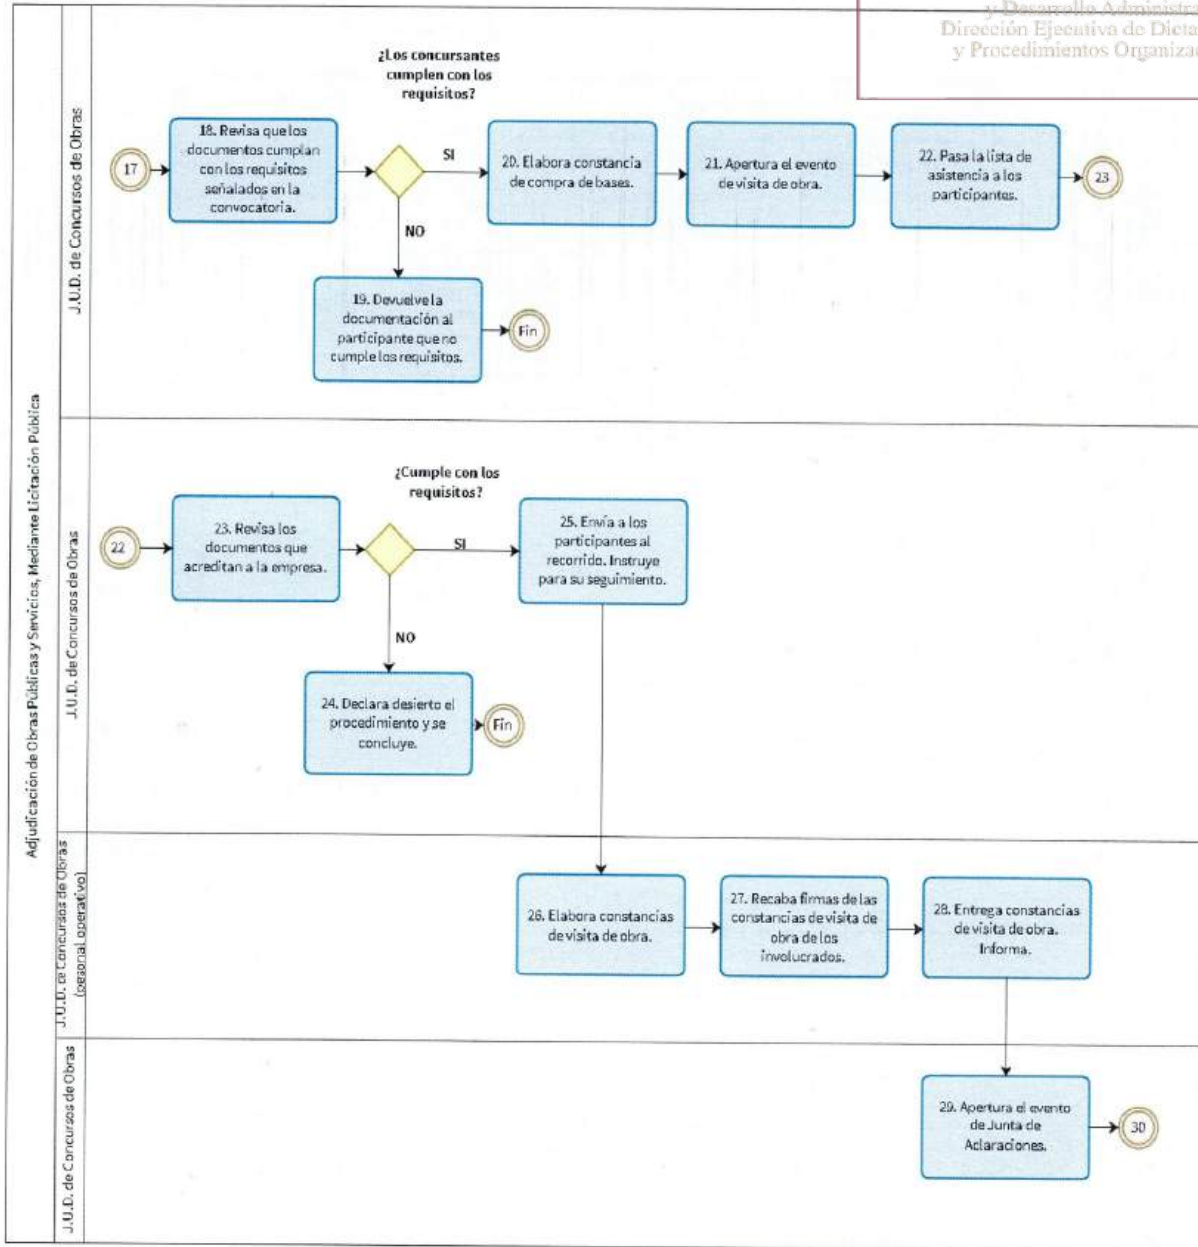 y Desarrollo Administra
Dirección Ejecutiva de Dicta
y Procedimientos Organizac
Adjudicación de Obras Públicas y Servicios, Mediante Licitación Pública
J.U.D. de Concursos de Obras
¿Los concursantes
cumplen con los
requisitos?
17
18. Revisa que los
documentos cumplan
con los requisitos
señalados en la
convocatoria.
SI
NO
20. Elabora constancia
de compra de bases.
21. Apertura el evento
de visita de obra.
22. Pasa la lista de
asistencia a los
participantes.
23
19. Devuelve la
documentación al
participante que no
cumple los requisitos.
Fin
J.U.D. de Concursos de Obras
¿Cumple con los
requisitos?
22
23. Revisa los
documentos que
acreditan a la empresa.
SI
NO
25. Envía a los
participantes al
recorrido. Instruye
para su seguimiento.
24. Declara desierto el
procedimiento y se
concluye.
Fin
J.U.D. de Concursos de Obras
(pesonal operativo)
26. Elabora constancias
de visita de obra.
27. Recaba firmas de las
constancias de visita de
obra de los
involucrados.
28. Entrega constancias
de visita de obra.
Informa.
J.U.D. de Concursos de Obras
29. Apertura el evento
de Junta de
Aclaraciones.
30